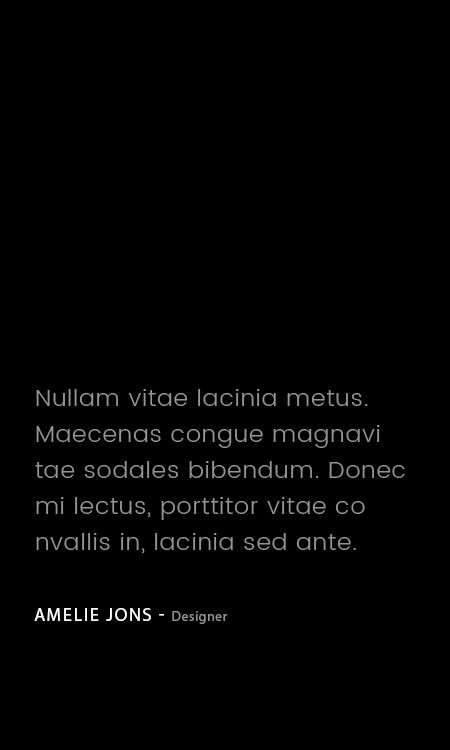 Nullam vitae lacinia metus.
Maecenas congue magnavi
tae sodales bibendum. Donec
mi lectus, porttitor vitae co
nvallis in, lacinia sed ante.
AMELIE JONS - Designer